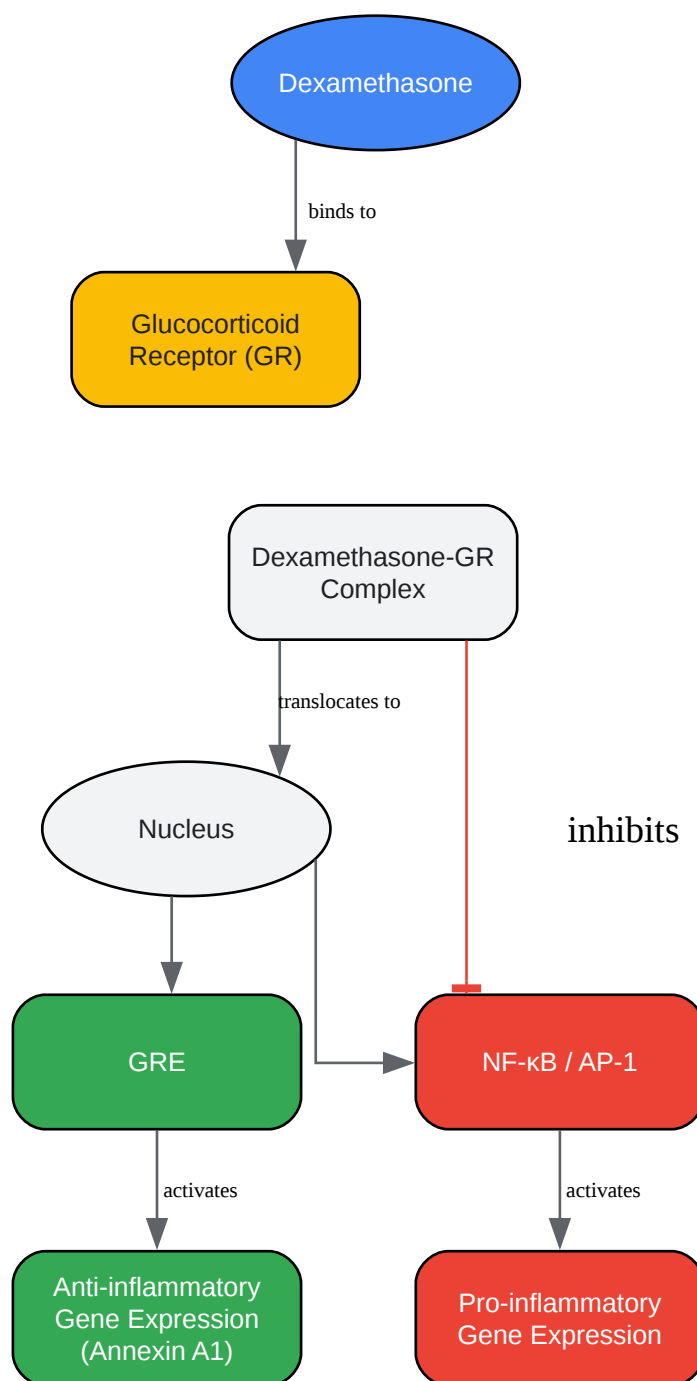 Dexamethasone
binds to
Glucocorticoid
Receptor (GR)
Dexamethasone-GR
Complex
translocates to
Nucleus
inhibits
GRE
NF-κB / AP-1
activates
activates
Anti-inflammatory
Gene Expression
(Annexin A1)
Pro-inflammatory
Gene Expression